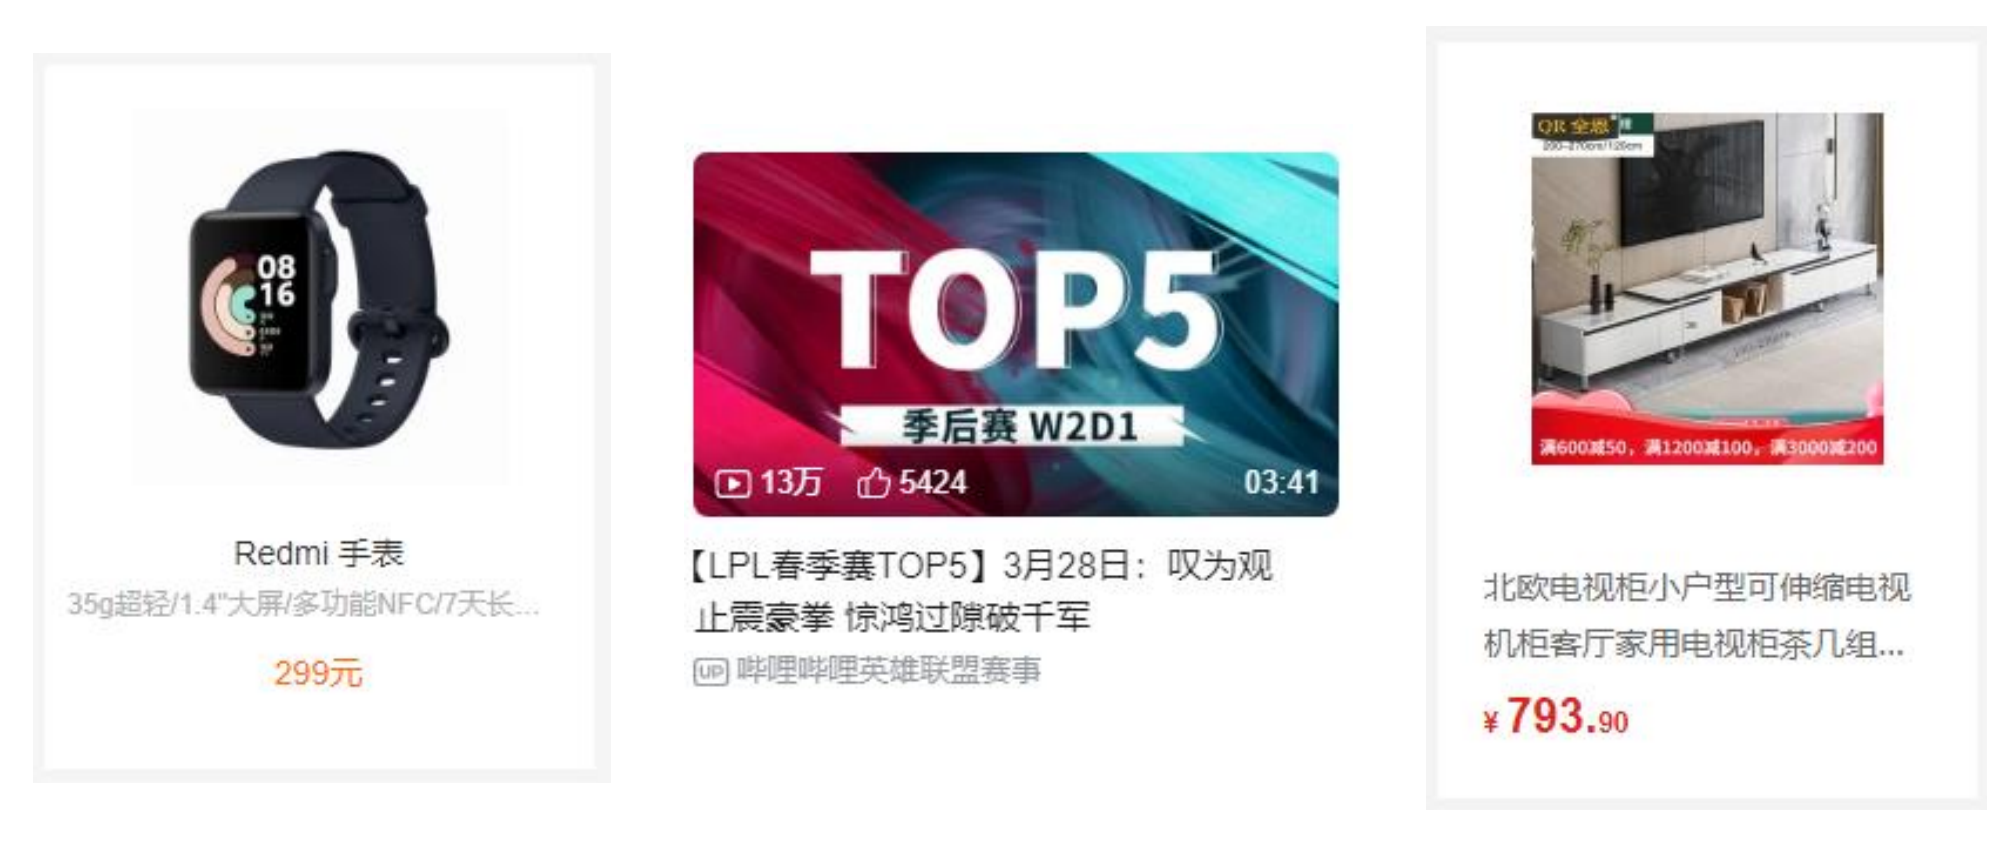 08
16
Redmi 手表
35g超轻/1.4"大屏/多功能NFC/7天长...
299元
TOP5
季后赛 W2D1
13万 5424 03:41
【LPL春季赛TOP5】3月28日：叹为观
止震豪拳 惊鸿过隙破千军
UP 哔哩哔哩英雄联盟赛事
QR 全恩
200-270cm/120cm
满600减50，满1200减100，满3000减200
北欧电视柜小户型可伸缩电视
机柜客厅家用电视柜茶几组...
¥ 793.90